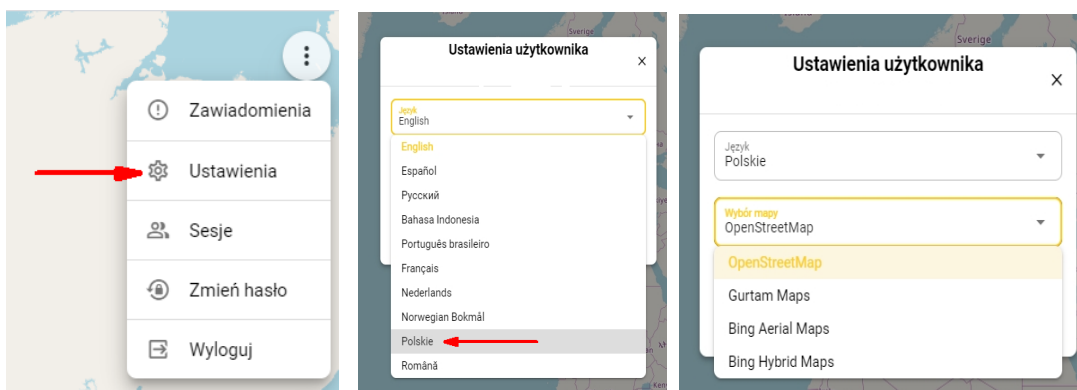 Zawiadomienia
Ustawienia
Sesje
Zmień hasło
Wyloguj
Sverige
Ustawienia użytkownika
Język
English
English
Español
Русский
Bahasa Indonesia
Português brasileiro
Français
Nederlands
Norwegian Bokmål
Polskie
Română
Sverige
Ustawienia użytkownika
Język
Polskie
Wybór mapy
OpenStreetMap
OpenStreetMap
Gurtam Maps
Bing Aerial Maps
Bing Hybrid Maps